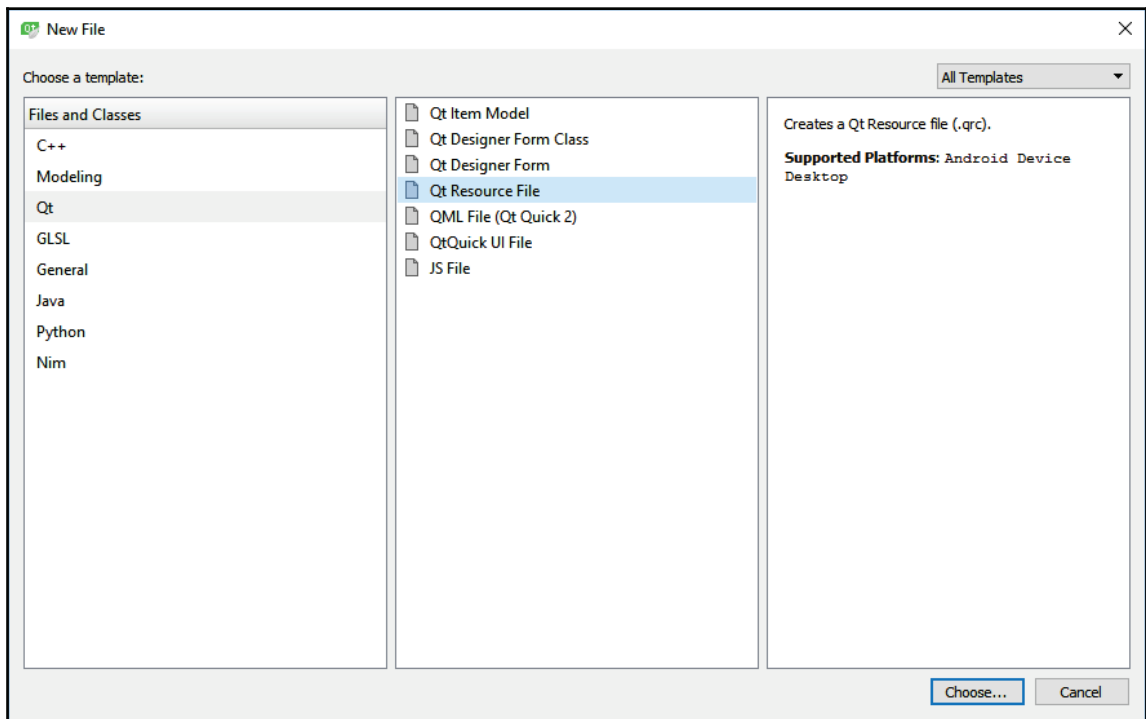 New File
Choose a template:
All Templates
Files and Classes
C++
Modeling
Qt
GLSL
General
Java
Python
Nim
Qt Item Model
Qt Designer Form Class
Qt Designer Form
Qt Resource File
QML File (Qt Quick 2)
QtQuick UI File
JS File
Creates a Qt Resource file (.qrc).
Supported Platforms: Android Device
Desktop
Choose...
Cancel